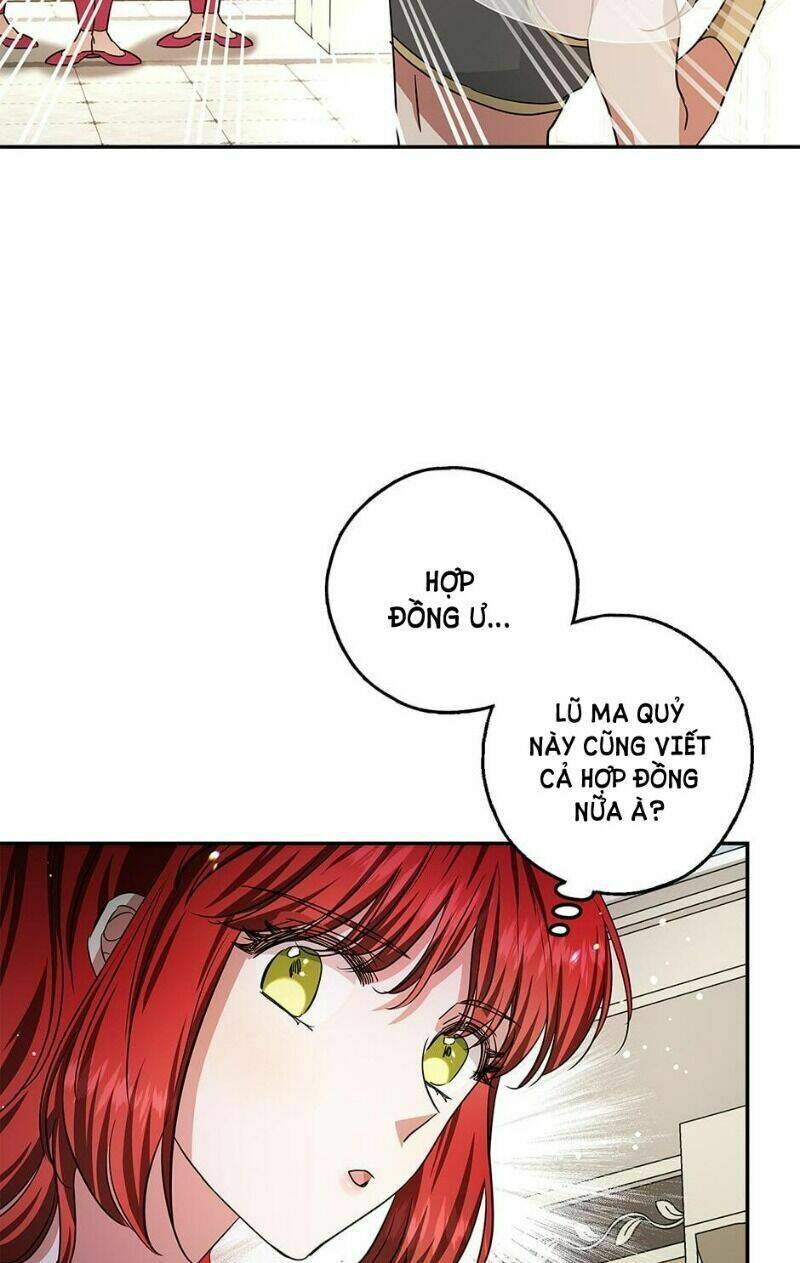 HỢP
ĐỒNG Ư...
LŨ MA QUỶ
NÀY CŨNG VIẾT
CẢ HỢP ĐỒNG
NỮA À?